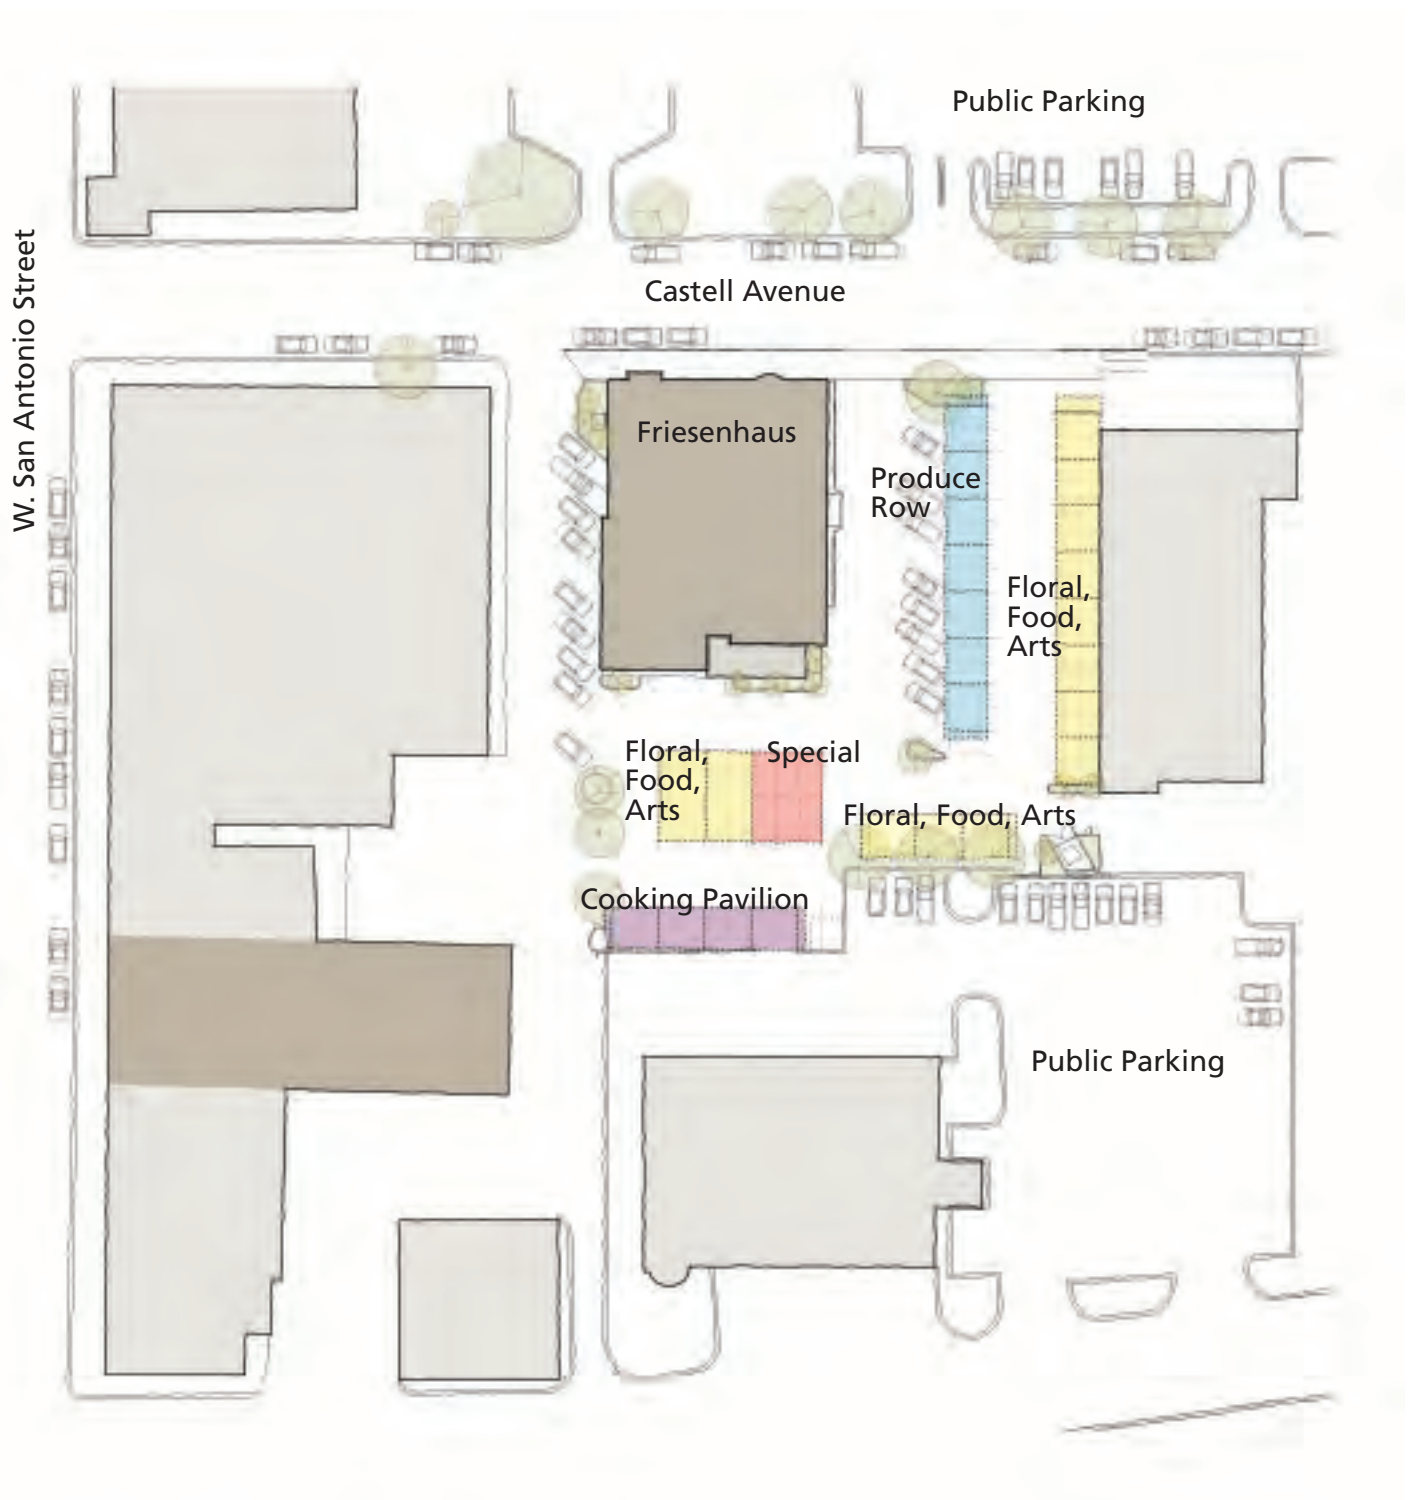 Public Parking
W. San Antonio Street
Castell Avenue
Friesenhaus
Produce
Row
Floral,
Food,
Arts
Floral,
Food,
Arts
Special
Floral, Food, Arts
Cooking Pavilion
Public Parking